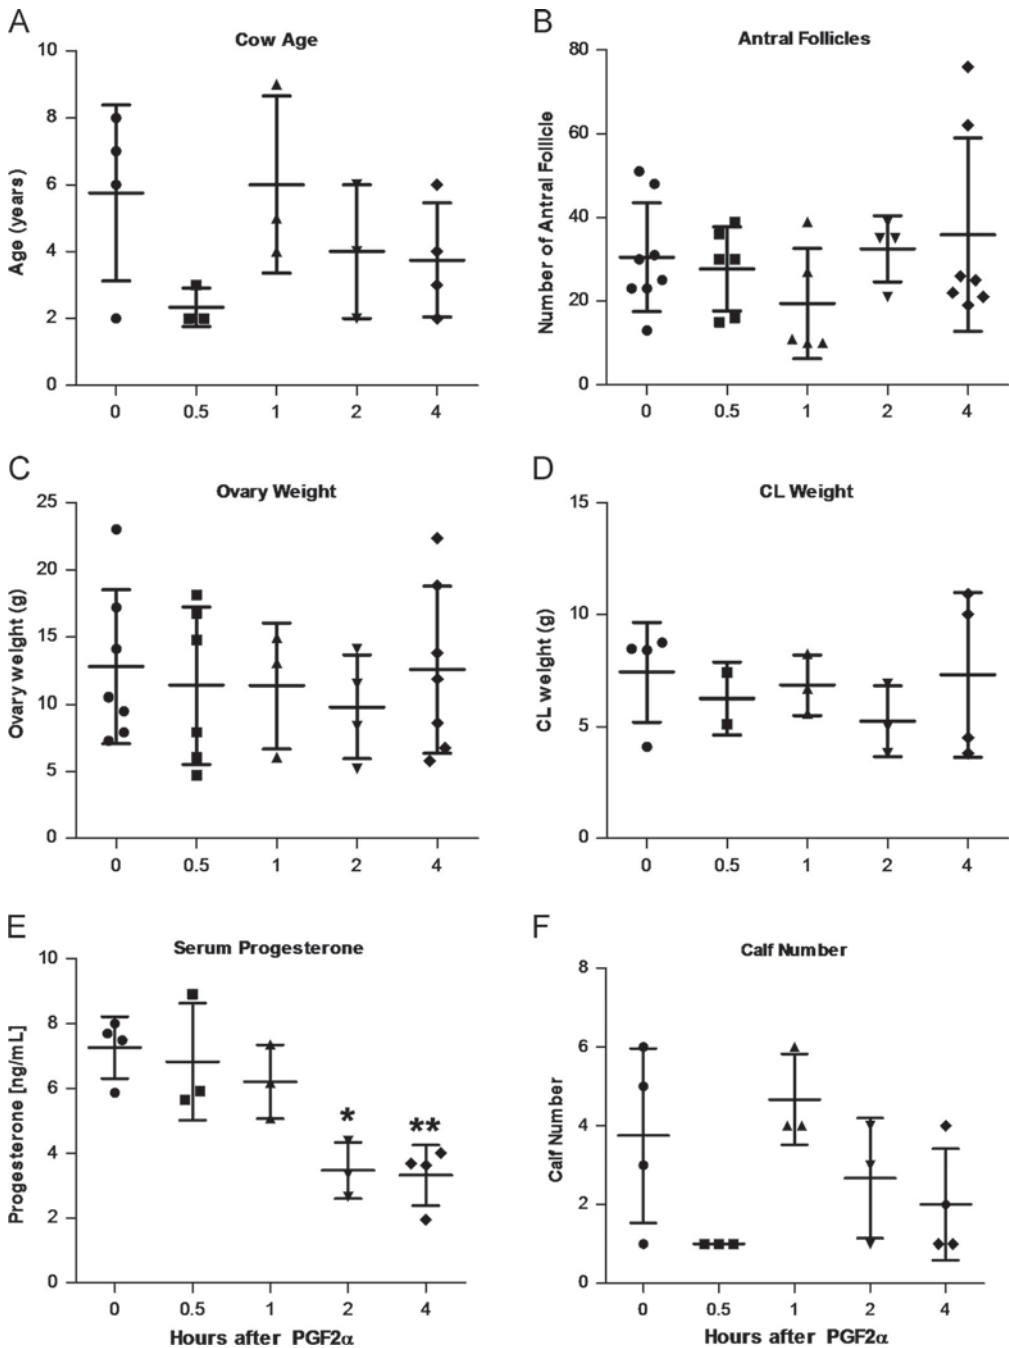 A
Cow Age
Age (years)
10
8
6
4
2
0
0 0.5 1 2 4
B
Antral Follicles
Number of Antral Follicle
80
60
40
20
0
0 0.5 1 2 4
C
Ovary Weight
Ovary weight (g)
25
20
15
10
5
0
0 0.5 1 2 4
D
CL Weight
CL weight (g)
15
10
5
0
0 0.5 1 2 4
E
Serum Progesterone
Progesterone [ng/mL]
10
8
6
4
2
0
*
**
0 0.5 1 2 4
Hours after PGF2α
F
Calf Number
Calf Number
8
6
4
2
0
0 0.5 1 2 4
Hours after PGF2α